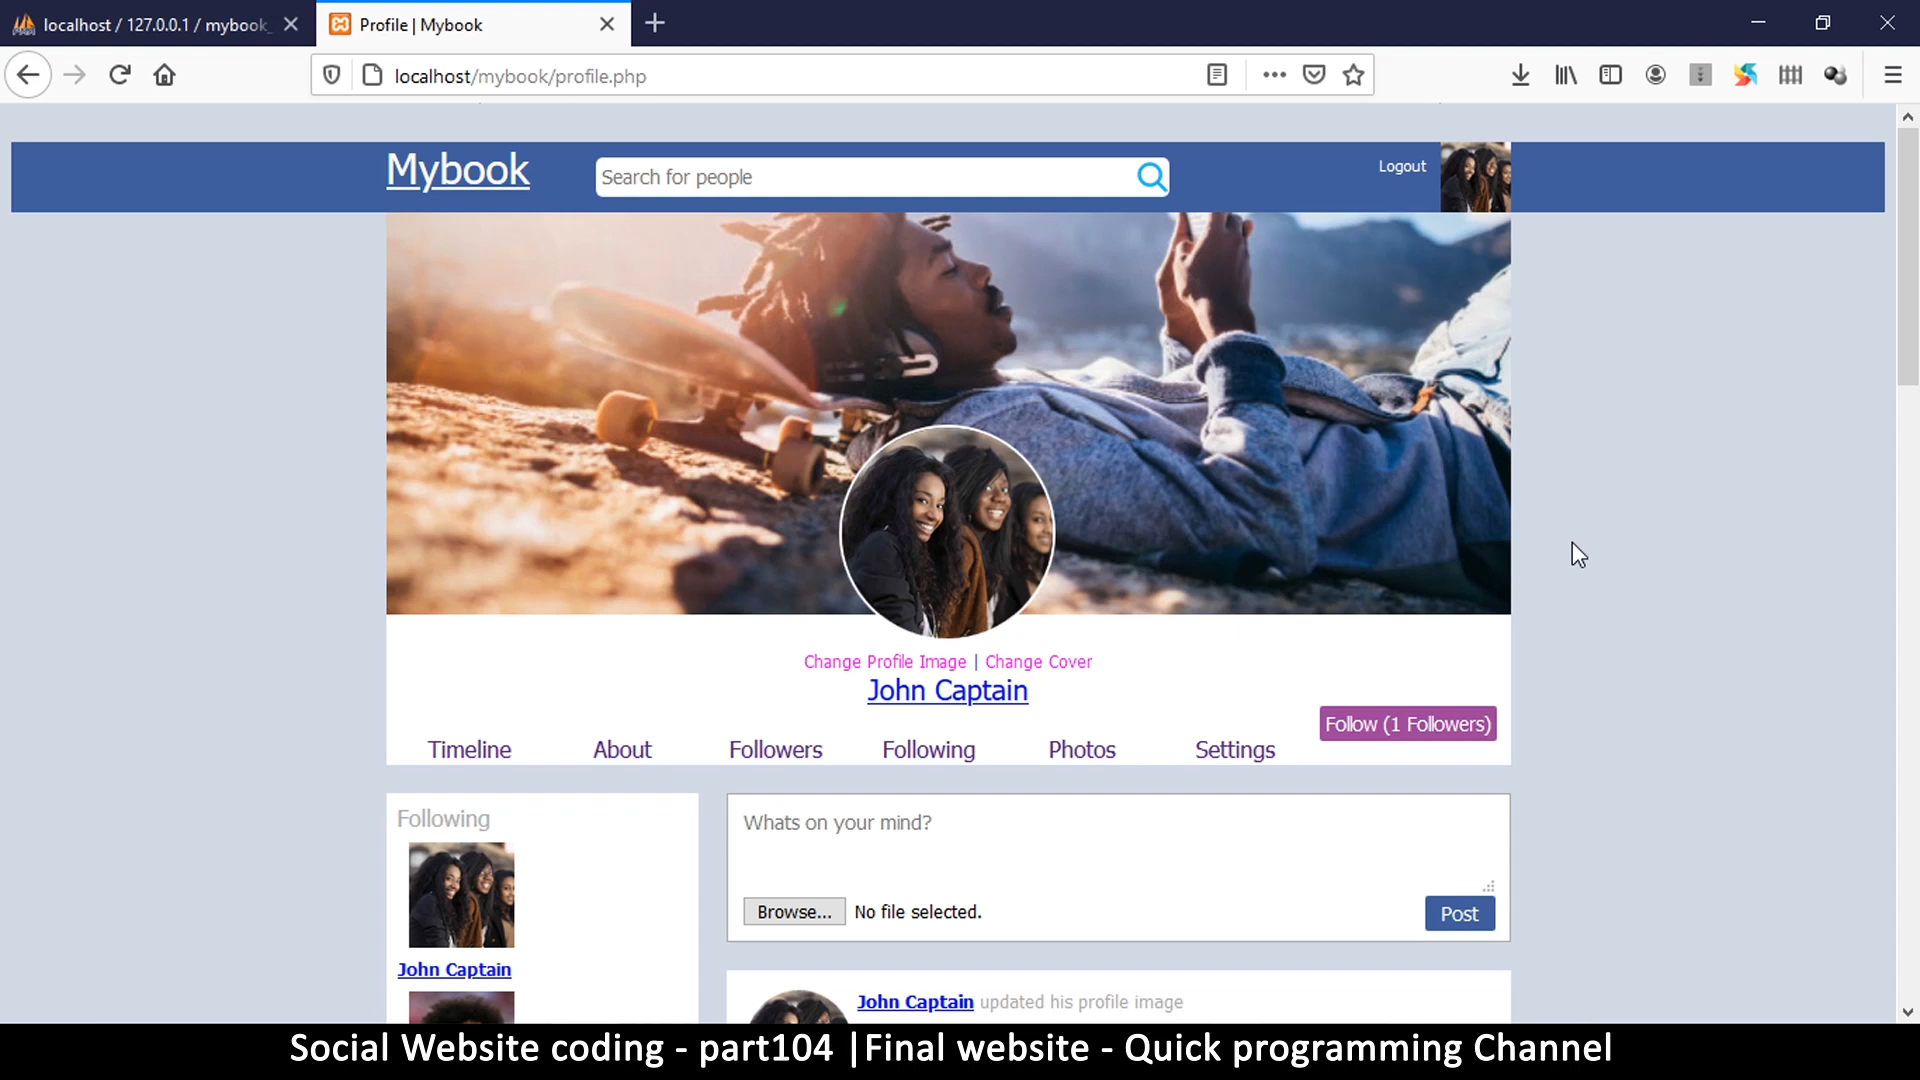 localhost / 127.0.0.1 / mybook_
Profile | Mybook
localhost/mybook/profile.php
Mybook
Search for people
Logout
Change Profile Image | Change Cover
John Captain
Follow (1 Followers)
Timeline About Followers Following Photos Settings
Following
John Captain
Whats on your mind?
Browse... No file selected.
Post
John Captain updated his profile image
Social Website coding - part104 |Final website - Quick programming Channel